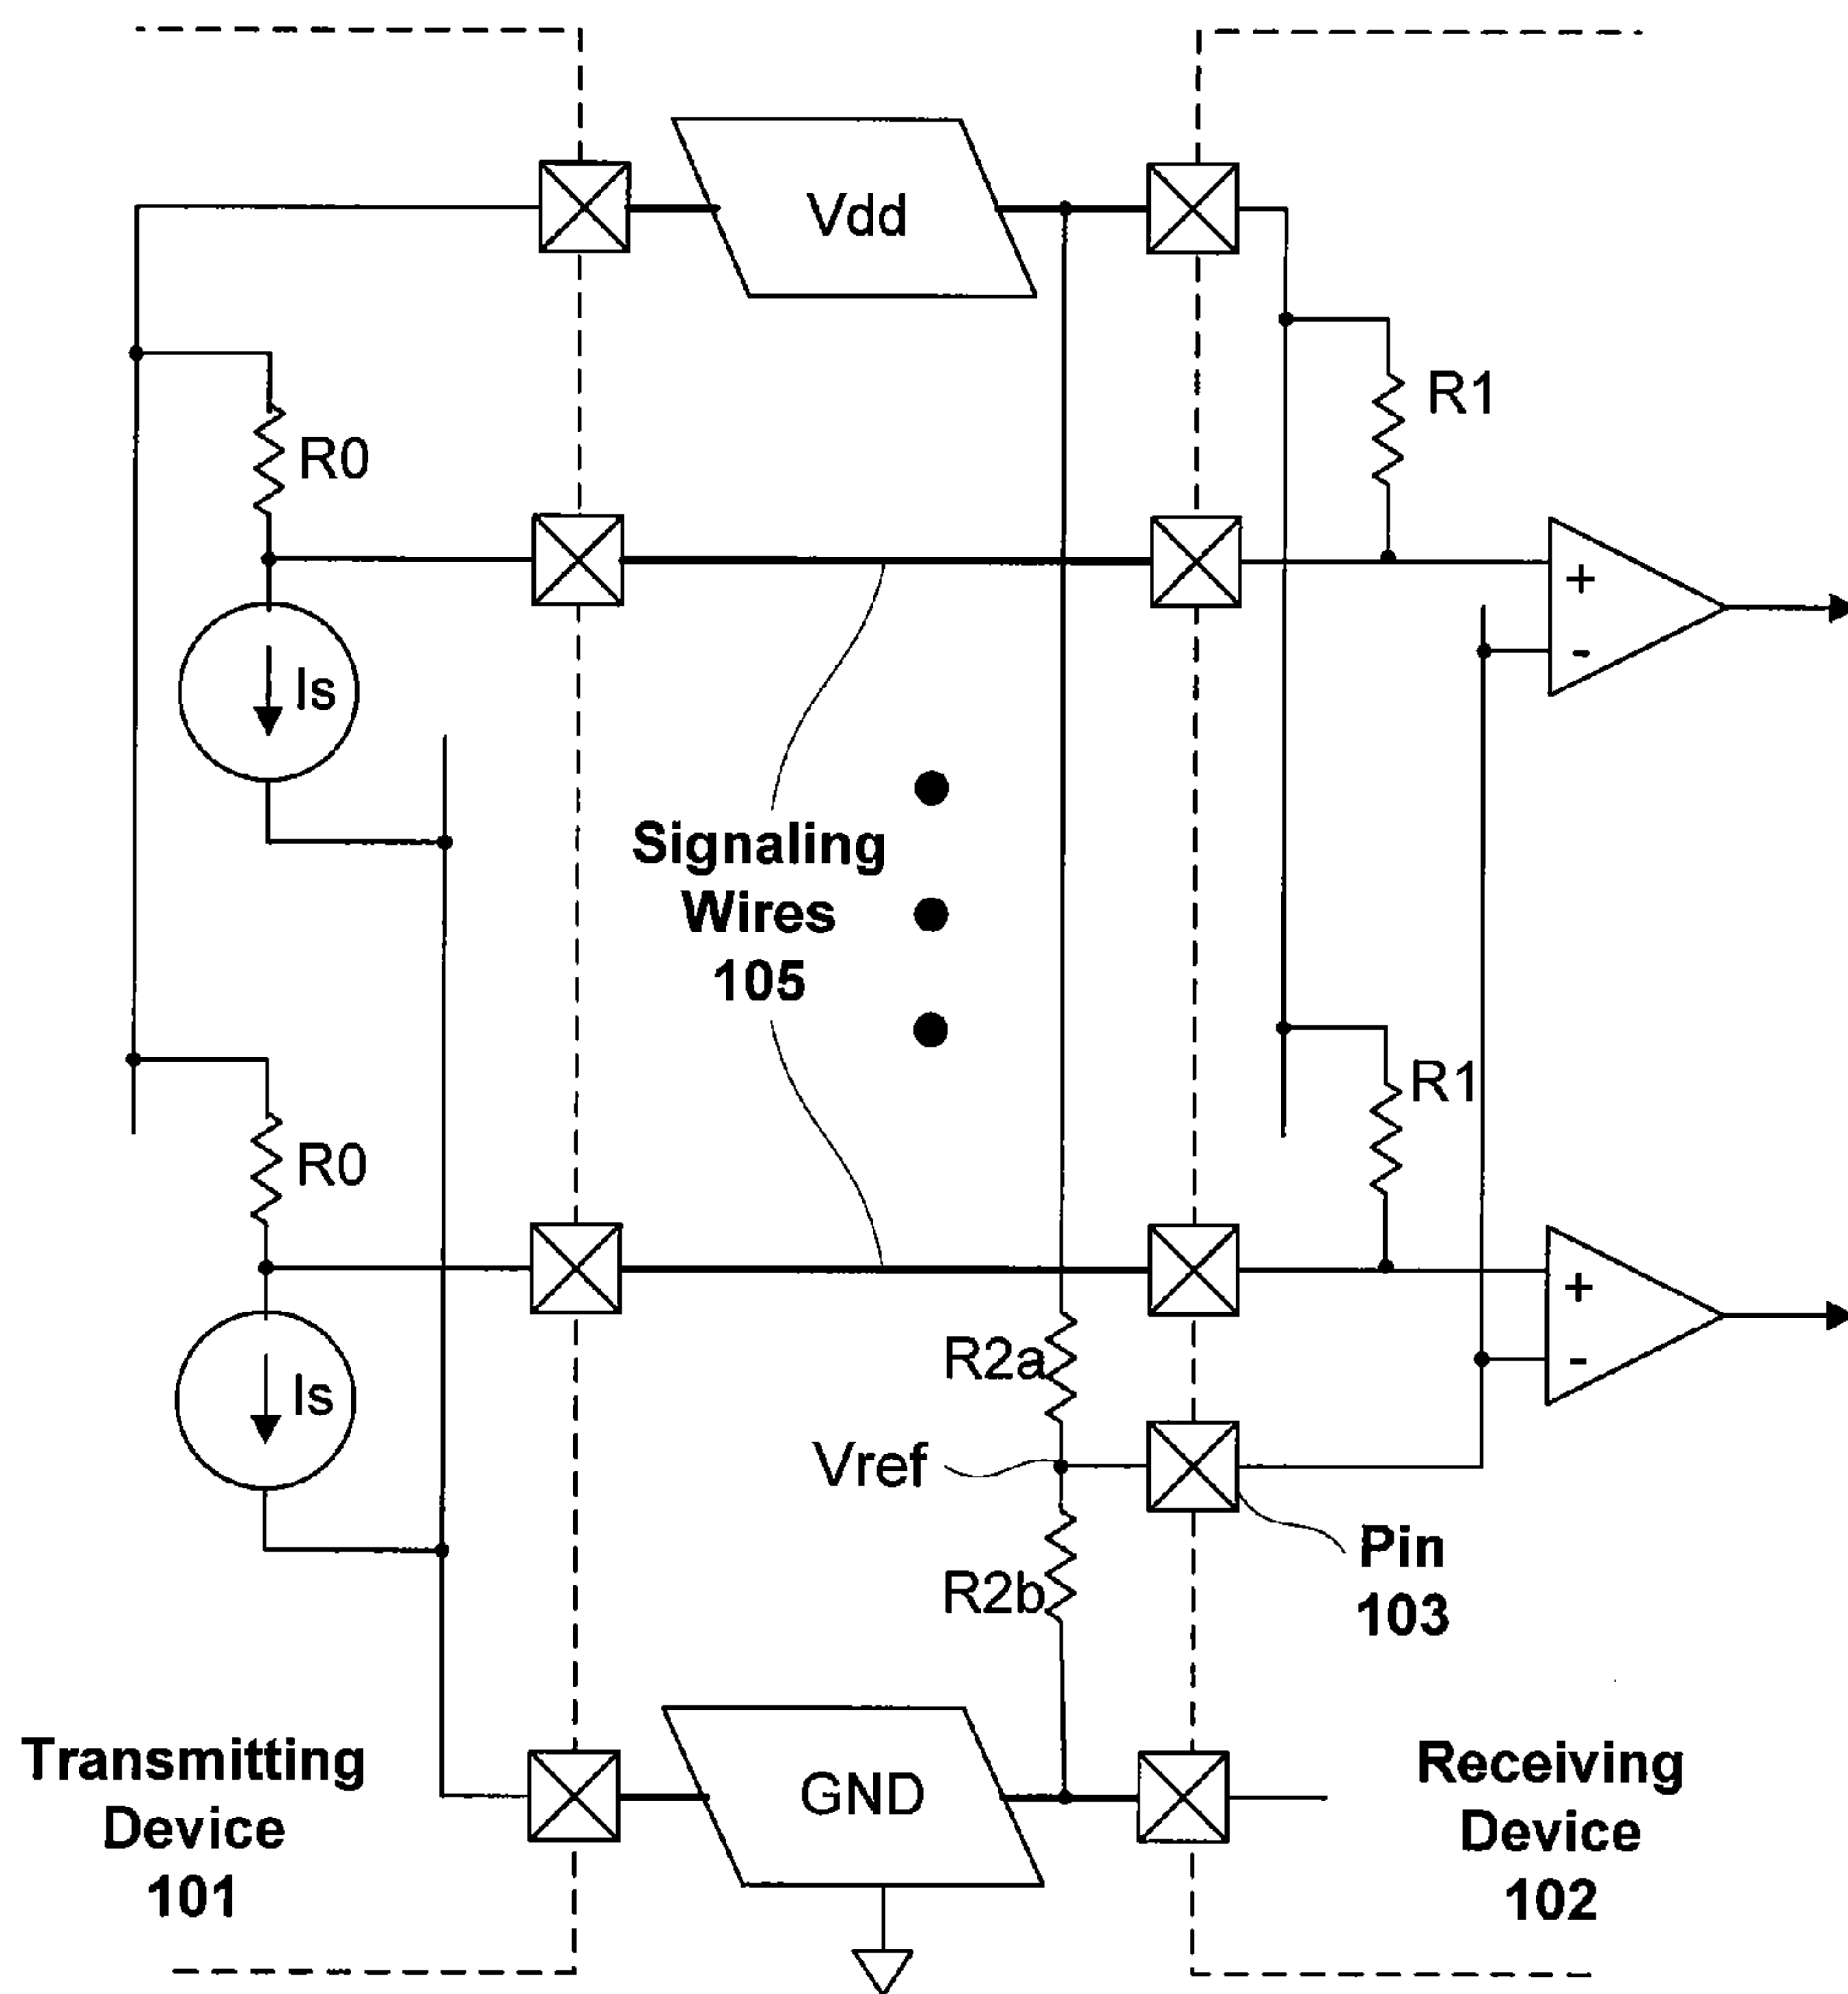 Vdd
R1
R0
+
-
Is
Signaling
Wires
105
R1
R0
+
-
R2a
Is
Vref
Pin
103
R2b
Transmitting
Device
101
GND
Receiving
Device
102